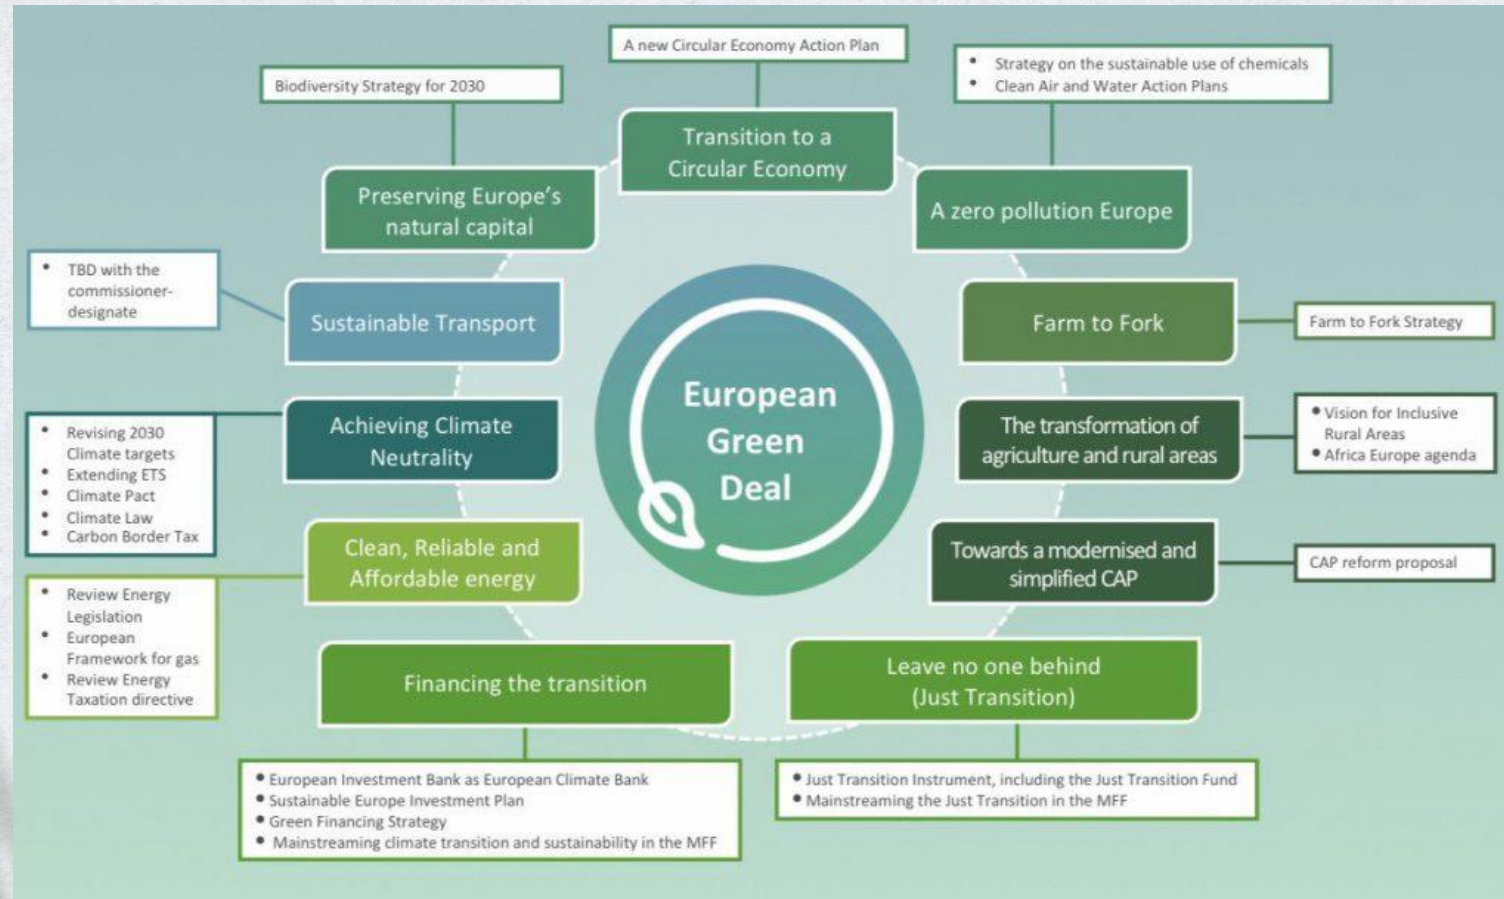 A new Circular Economy Action Plan
Biodiversity Strategy for 2030
• Strategy on the sustainable use of chemicals
• Clean Air and Water Action Plans
Transition to a
Circular Economy
Preserving Europe's
natural capital
A zero pollution Europe
• TBD with the
commissioner-
designate
Sustainable Transport
Farm to Fork
Farm to Fork Strategy
European
Green
Deal
• Revising 2030
Climate targets
• Extending ETS
• Climate Pact
• Climate Law
• Carbon Border Tax
Achieving Climate
Neutrality
The transformation of
agriculture and rural areas
• Vision for Inclusive
Rural Areas
• Africa Europe agenda
Clean, Reliable and
Affordable energy
Towards a modernised and
simplified CAP
CAP reform proposal
• Review Energy
Legislation
• European
Framework for gas
• Review Energy
Taxation directive
Financing the transition
Leave no one behind
(Just Transition)
• European Investment Bank as European Climate Bank
• Sustainable Europe Investment Plan
• Green Financing Strategy
• Mainstreaming climate transition and sustainability in the MFF
• Just Transition Instrument, including the Just Transition Fund
• Mainstreaming the Just Transition in the MFF